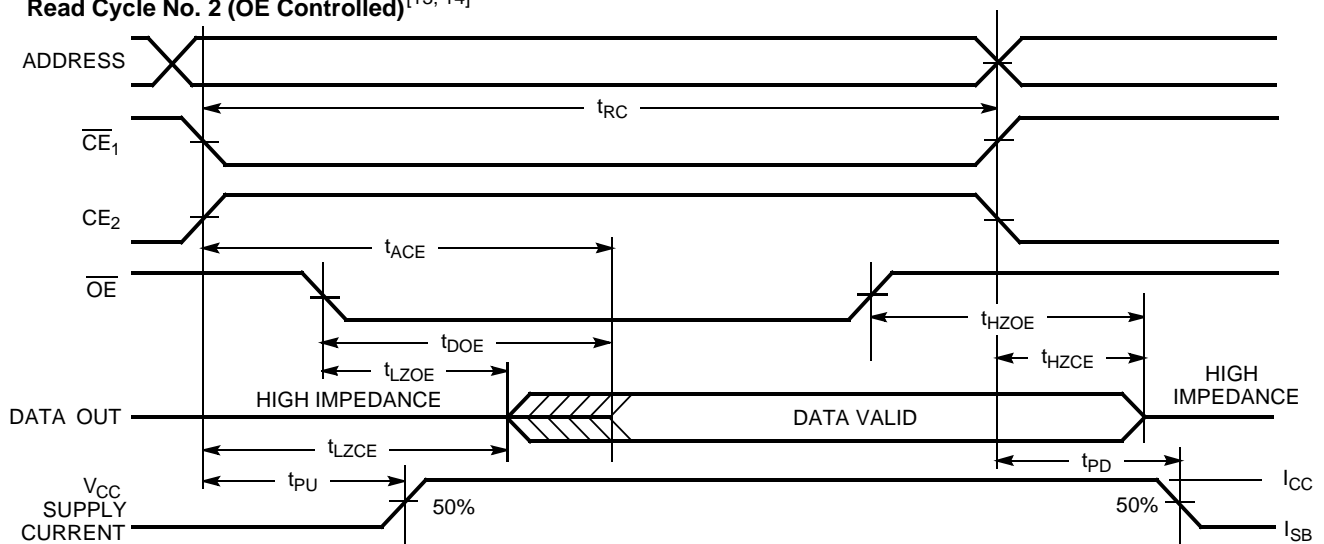 Read Cycle No. 2 (OE Controlled)[13, 14]
ADDRESS
tRC
CE1
CE2
tACE
OE
tHZOE
tDOE
tHZCE
tLZOE
HIGH IMPEDANCE
HIGH
IMPEDANCE
DATA OUT
DATA VALID
tLZCE
tPD
VCC
SUPPLY
CURRENT
tPU
50%
50%
ICC
ISB